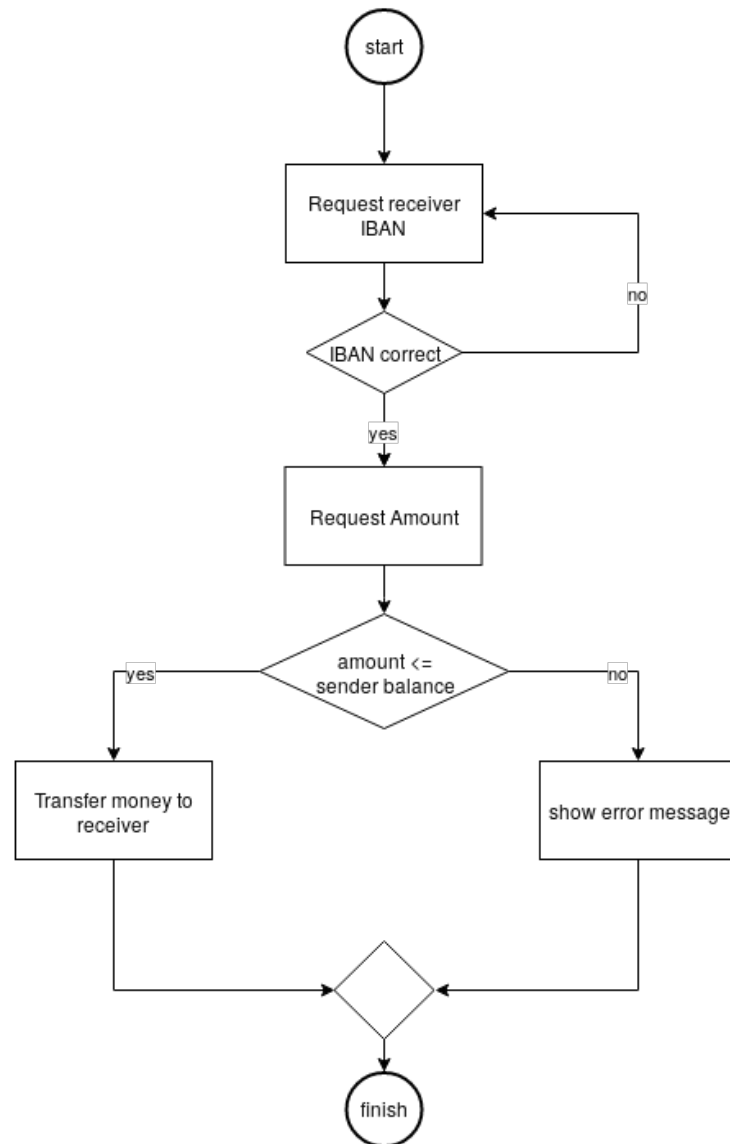 start
Request receiver
IBAN
no
IBAN correct
yes
Request Amount
amount <=
sender balance
yes
no
Transfer money to
receiver
show error message
finish